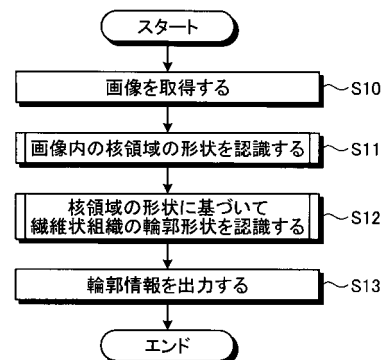 スタート
画像を取得する
S10
画像内の核領域の形状を認識する
S11
核領域の形状に基づいて
繊維状組織の輪郭形状を認識する
S12
輪郭情報を出力する
S13
エンド